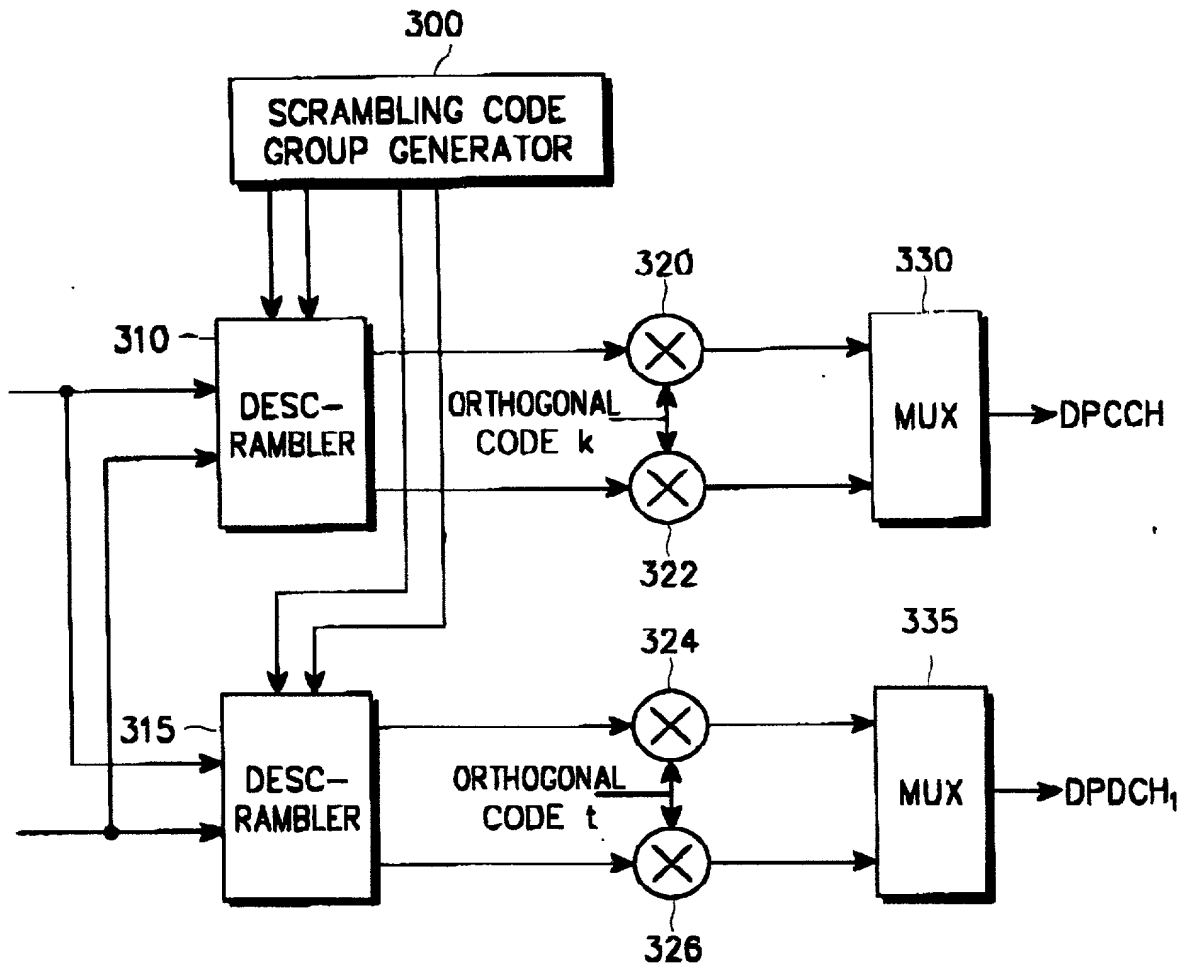 300
SCRAMBLING CODE
GROUP GENERATOR
320
330
310
DESC-
RAMBLER
ORTHOGONAL
CODE k
MUX
DPCCH
322
324
335
315
DESC-
RAMBLER
ORTHOGONAL
CODE t
MUX
DPDCH₁
326